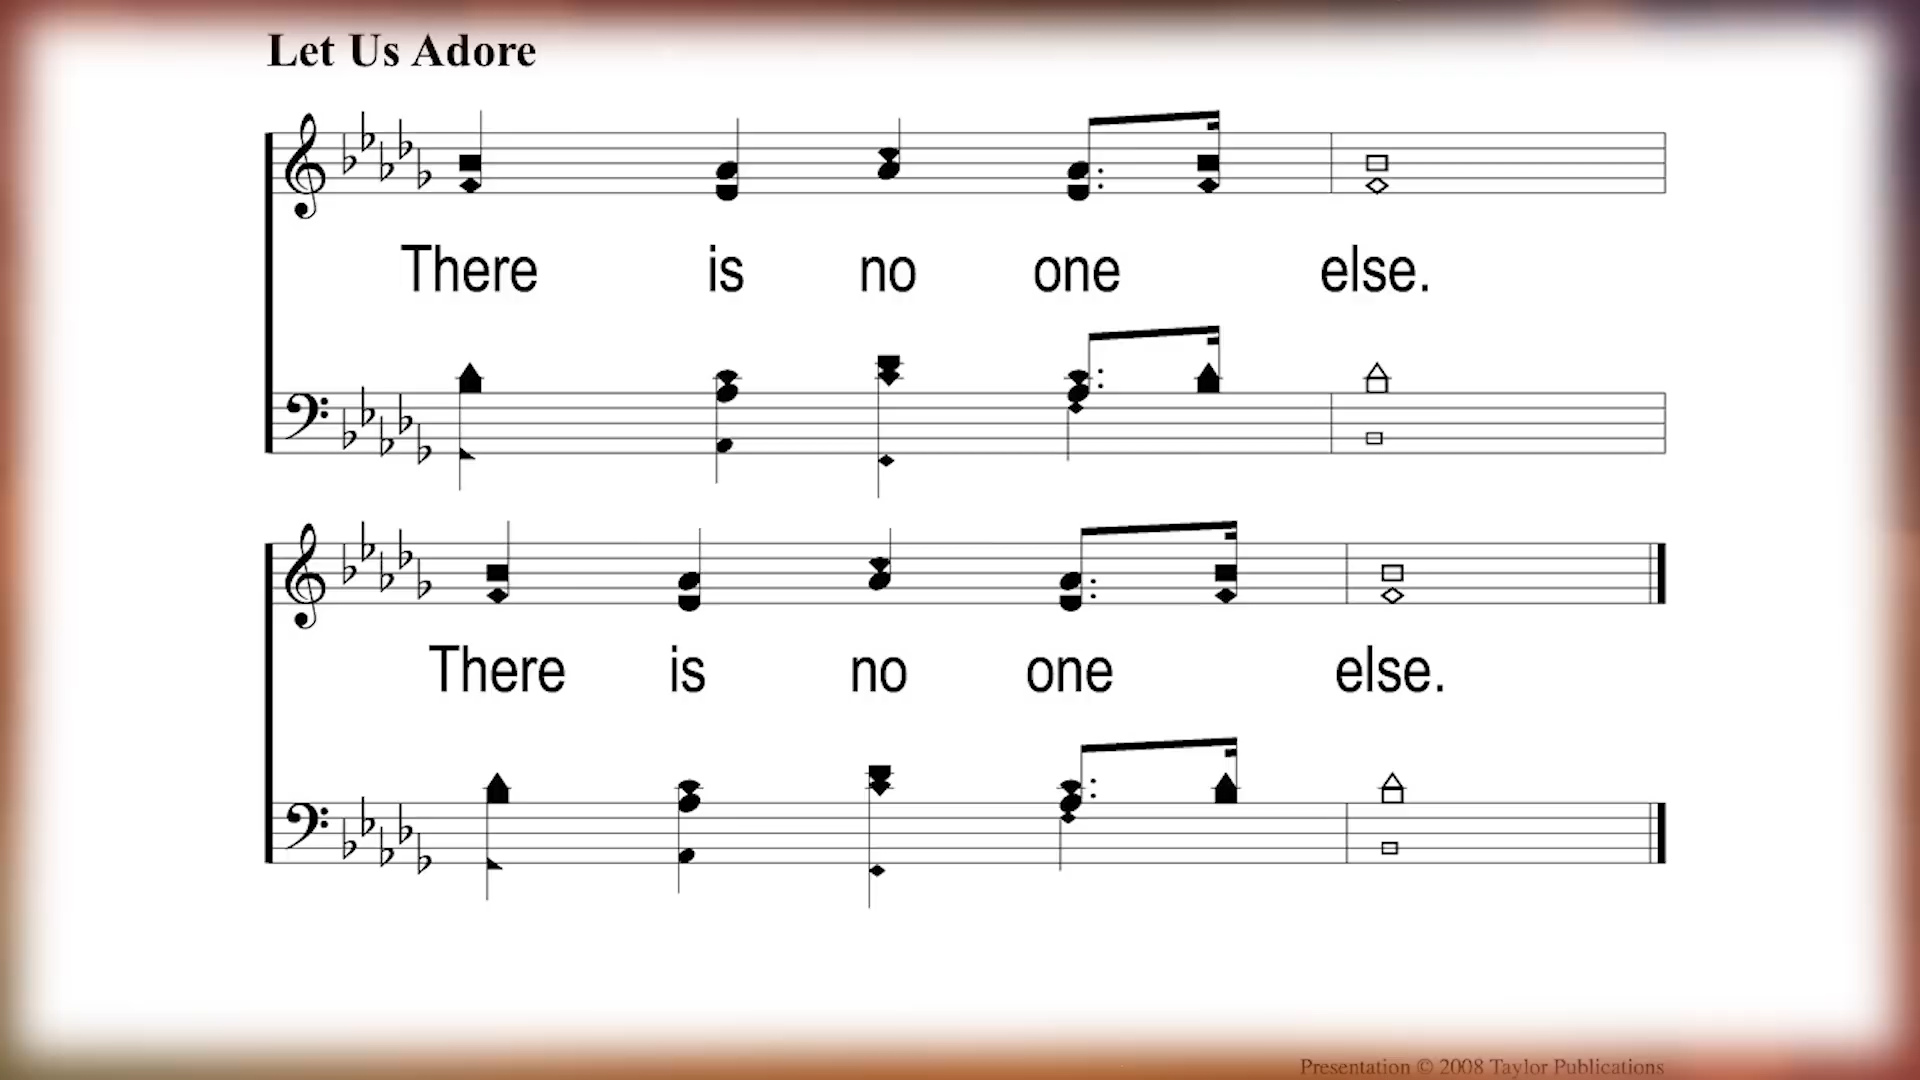 Let Us Adore
There is no one else.
There is no one else.
Presentation © 2008 Taylor Publications